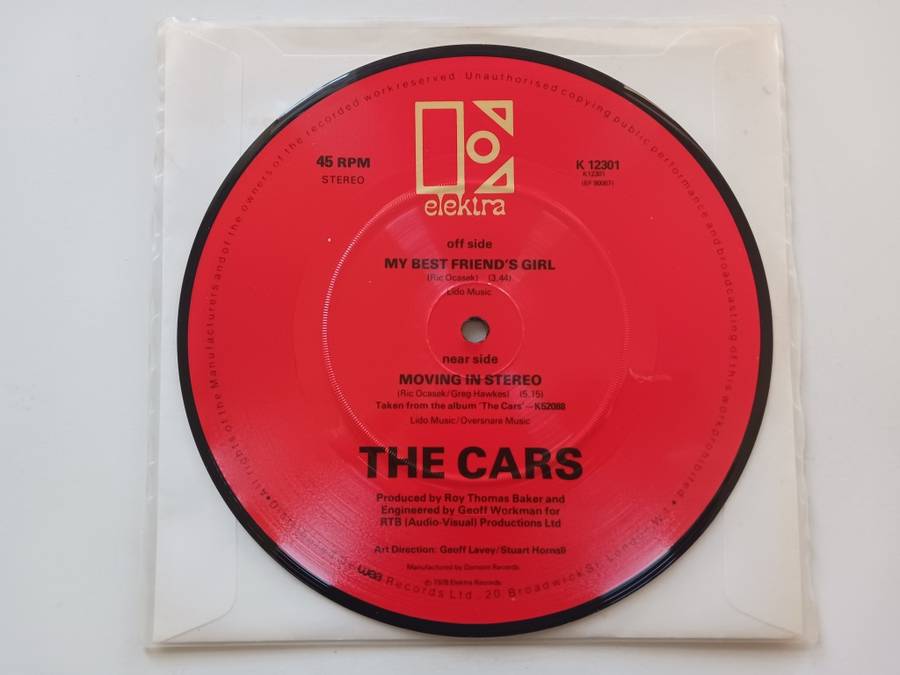 elektra
45 RPM
STEREO
K 12301
K12301
(EF 90087)
off side
MY BEST FRIEND'S GIRL
(Ric Ocasek) (3.44)
Lido Music
near side
MOVING IN STEREO
(Ric Ocasek/Greg Hawkes) (5.15)
Taken from the album 'The Cars'—K52088
Lido Music/Oversnare Music
THE CARS
Produced by Roy Thomas Baker and
Engineered by Geoff Workman for
RTB (Audio-Visual) Productions Ltd
Art Direction: Geoff Lavey/Stuart Hornall
Manufactured by Damont Records
℗ 1978 Elektra Records
wea Records Ltd., 20 Broadwick St. London W.1 •
All rights of the Manufacturers and/of the owners of the recorded work reserved Unauthorised copying public performance and broadcasting of this work prohibited.